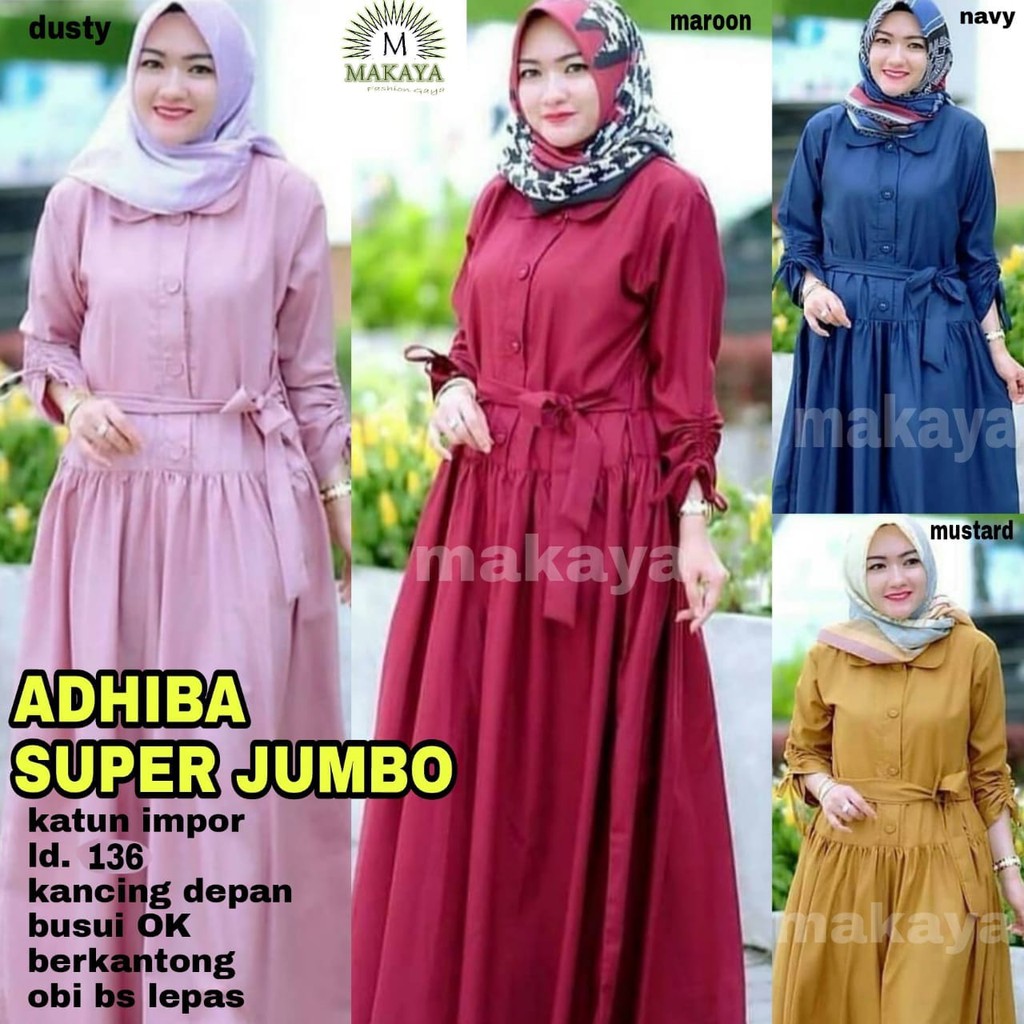 dusty
M
MAKAYA
Fashion Gaya
maroon
navy
makaya
makaya
mustard
makaya
ADHIBA
SUPER JUMBO
katun impor
ld. 136
kancing depan
busui OK
berkantong
obi bs lepas